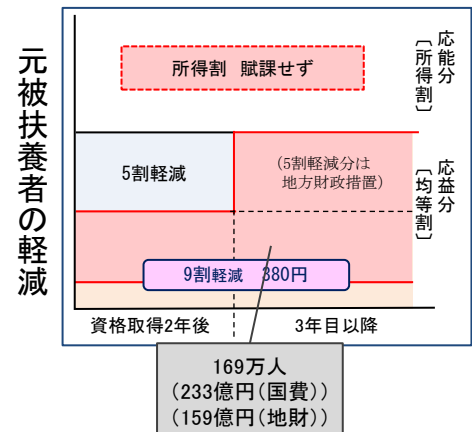 元被扶養者の軽減
所得割 賦課せず
応能分
〔所得割〕
5割軽減
(5割軽減分は
地方財政措置)
応益分
〔均等割〕
9割軽減 380円
資格取得2年後
3年目以降
169万人
(233億円(国費))
(159億円(地財))